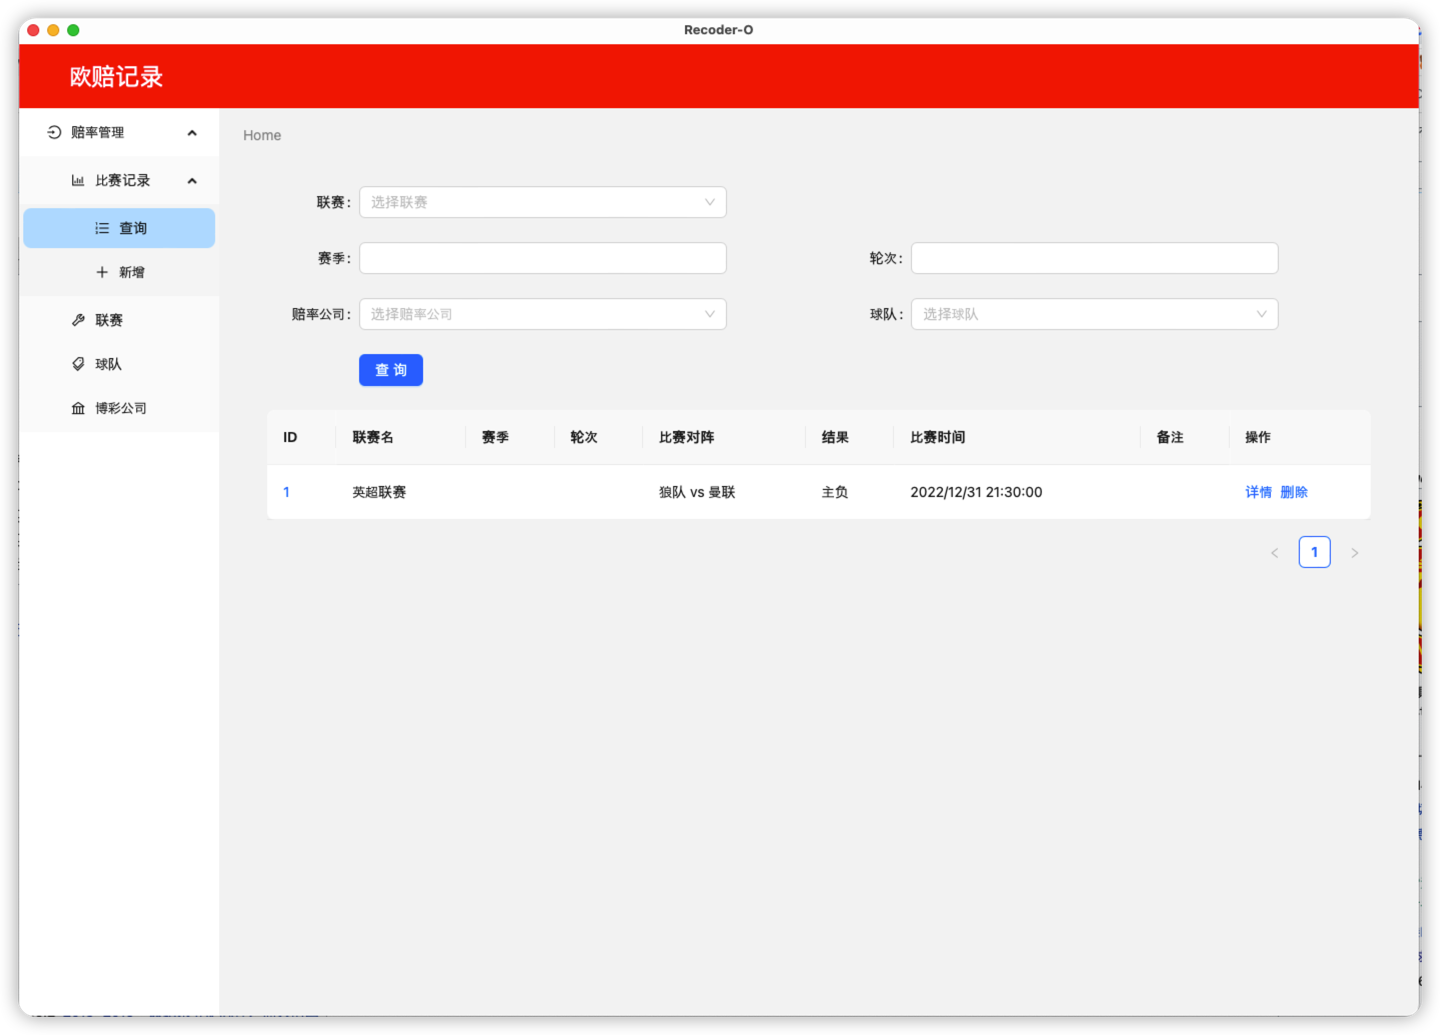 Recoder-O
欧赔记录
赔率管理
比赛记录
查询
新增
联赛
球队
博彩公司
Home
联赛: 选择联赛
赛季: 轮次:
赔率公司: 选择赔率公司 球队: 选择球队
查 询
ID 联赛名 赛季 轮次 比赛对阵 结果 比赛时间 备注 操作
1 英超联赛 狼队 vs 曼联 主负 2022/12/31 21:30:00 详情 删除
< 1 >